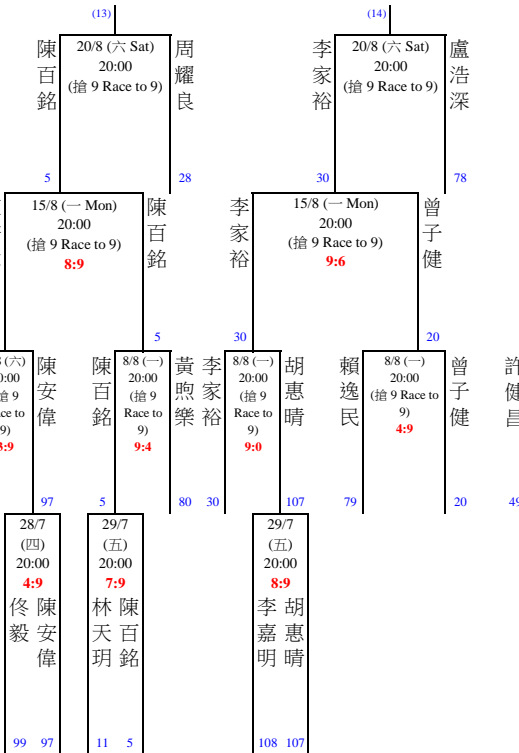 (13)
(14)
陳百銘
20/8 (六 Sat)
20:00
(搶 9 Race to 9)
周耀良
李家裕
20/8 (六 Sat)
20:00
(搶 9 Race to 9)
盧浩深
5
28
30
78
15/8 (一 Mon)
20:00
(搶 9 Race to 9)
8:9
陳百銘
李家裕
15/8 (一 Mon)
20:00
(搶 9 Race to 9)
9:6
曾子健
5
30
20
陳安偉
陳百銘
8/8 (一)
20:00
(搶 9
Race to
9)
9:4
黃煦樂
李家裕
8/8 (一)
20:00
(搶 9
Race to
9)
9:0
胡惠晴
賴逸民
8/8 (一)
20:00
(搶 9 Race to
9)
4:9
曾子健
許健昌
97
5
80
30
107
79
20
49
28/7
(四)
20:00
4:9
佟毅
陳安偉
29/7
(五)
20:00
7:9
林天玥
陳百銘
29/7
(五)
20:00
8:9
李嘉明
胡惠晴
99
97
11
5
108
107